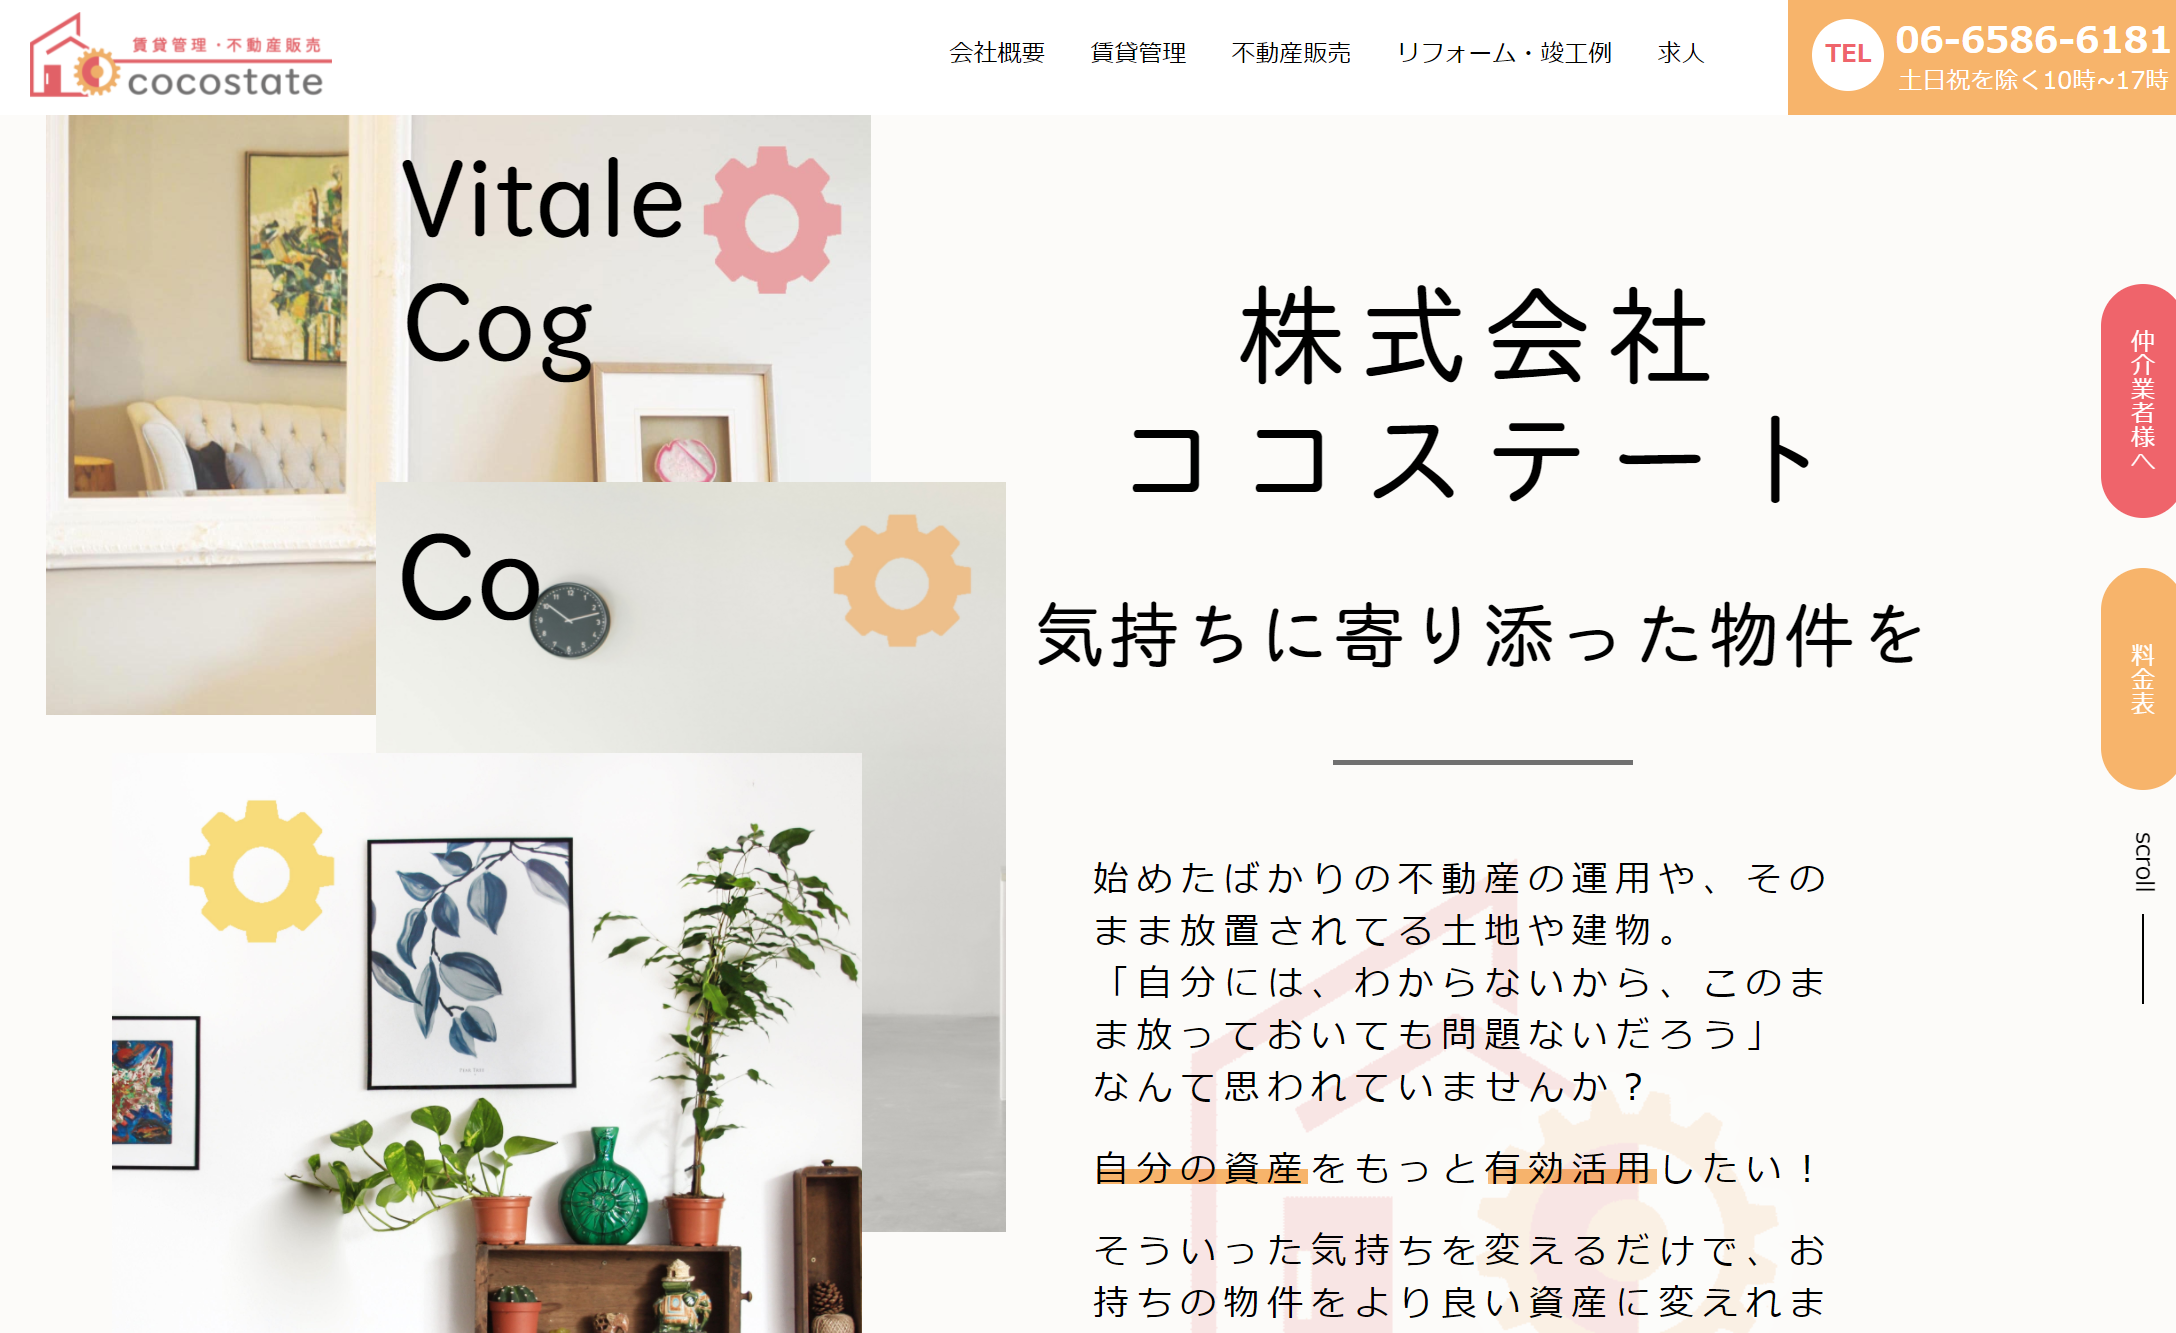 賃貸管理・不動産販売
cocostate
会社概要 賃貸管理 不動産販売 リフォーム・竣工例 求人
TEL
06-6586-6181
土日祝を除く10時~17時
Vitale
Cog
Co
株式会社
ココステート
気持ちに寄り添った物件を
始めたばかりの不動産の運用や、その
まま放置されてる土地や建物。
「自分には、わからないから、このま
ま放っておいても問題ないだろう」
なんて思われていませんか？
自分の資産をもっと有効活用したい！
そういった気持ちを変えるだけで、お
持ちの物件をより良い資産に変えれま
仲介業者様へ
料金表
scroll